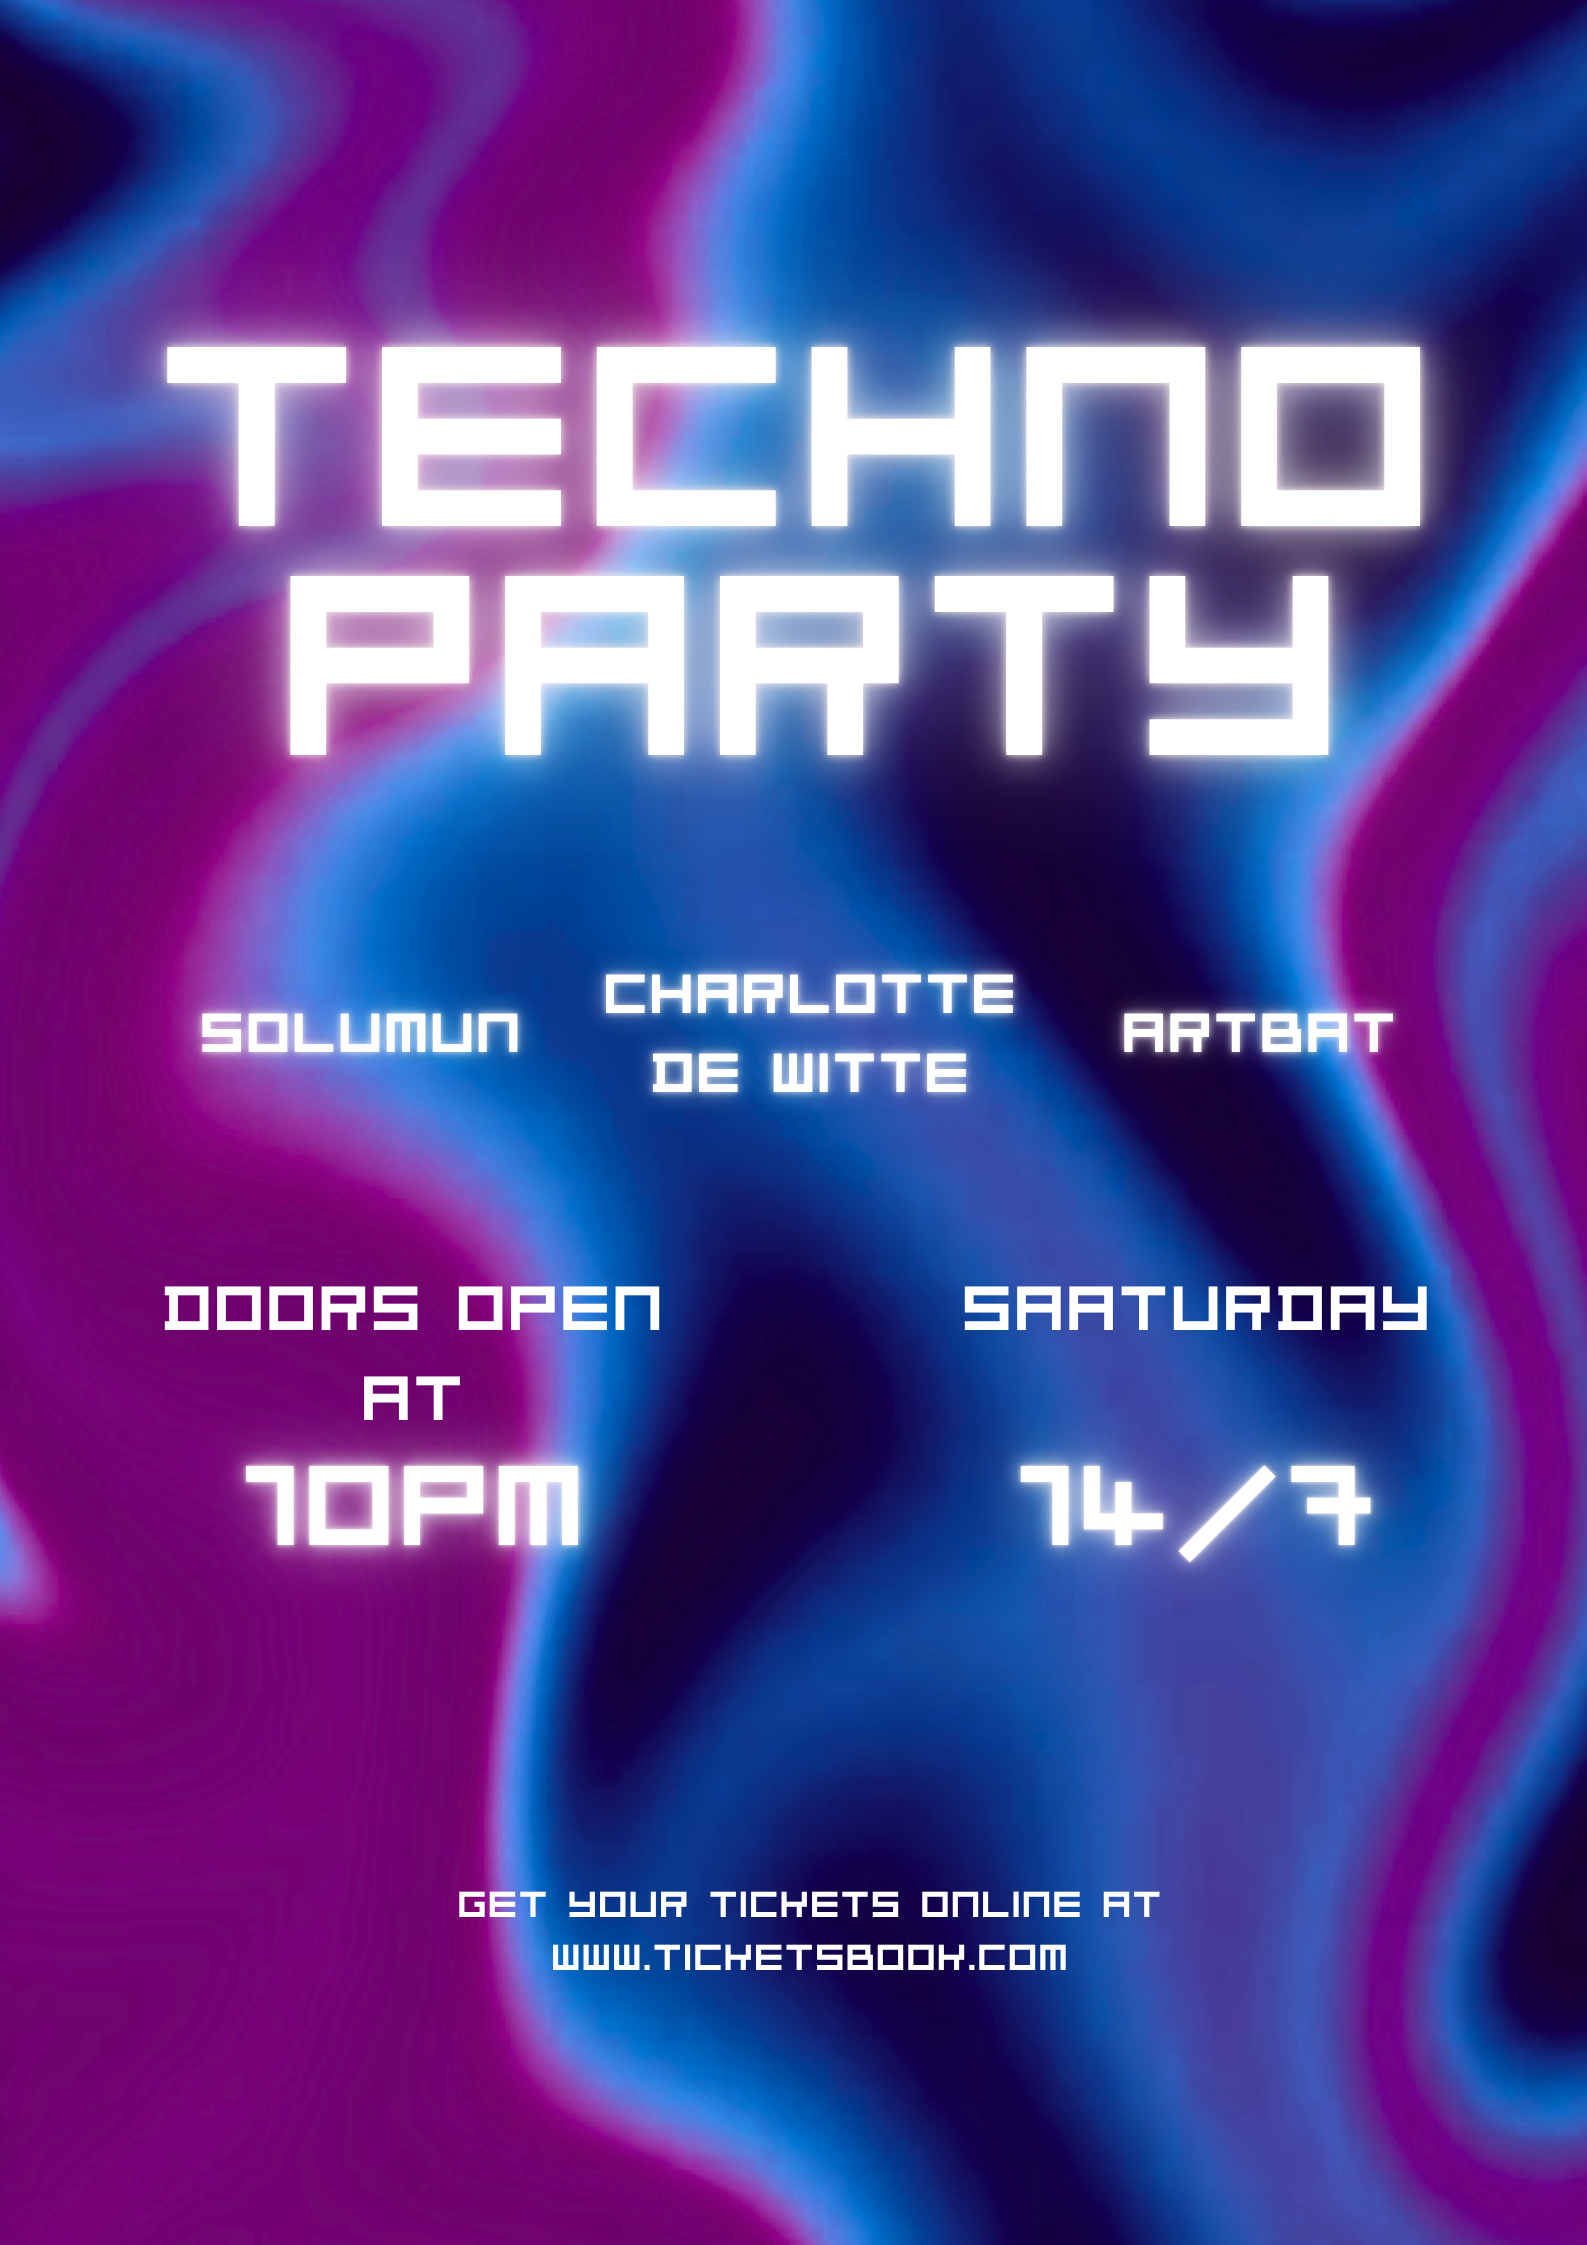 TECHNO
PARTY
SOLUMUN
CHARLOTTE
DE WITTE
ARTBAT
DOORS OPEN
AT
10PM
SAATURDAY
14/7
GET YOUR TICKETS ONLINE AT
WWW.TICKETSBOOK.COM